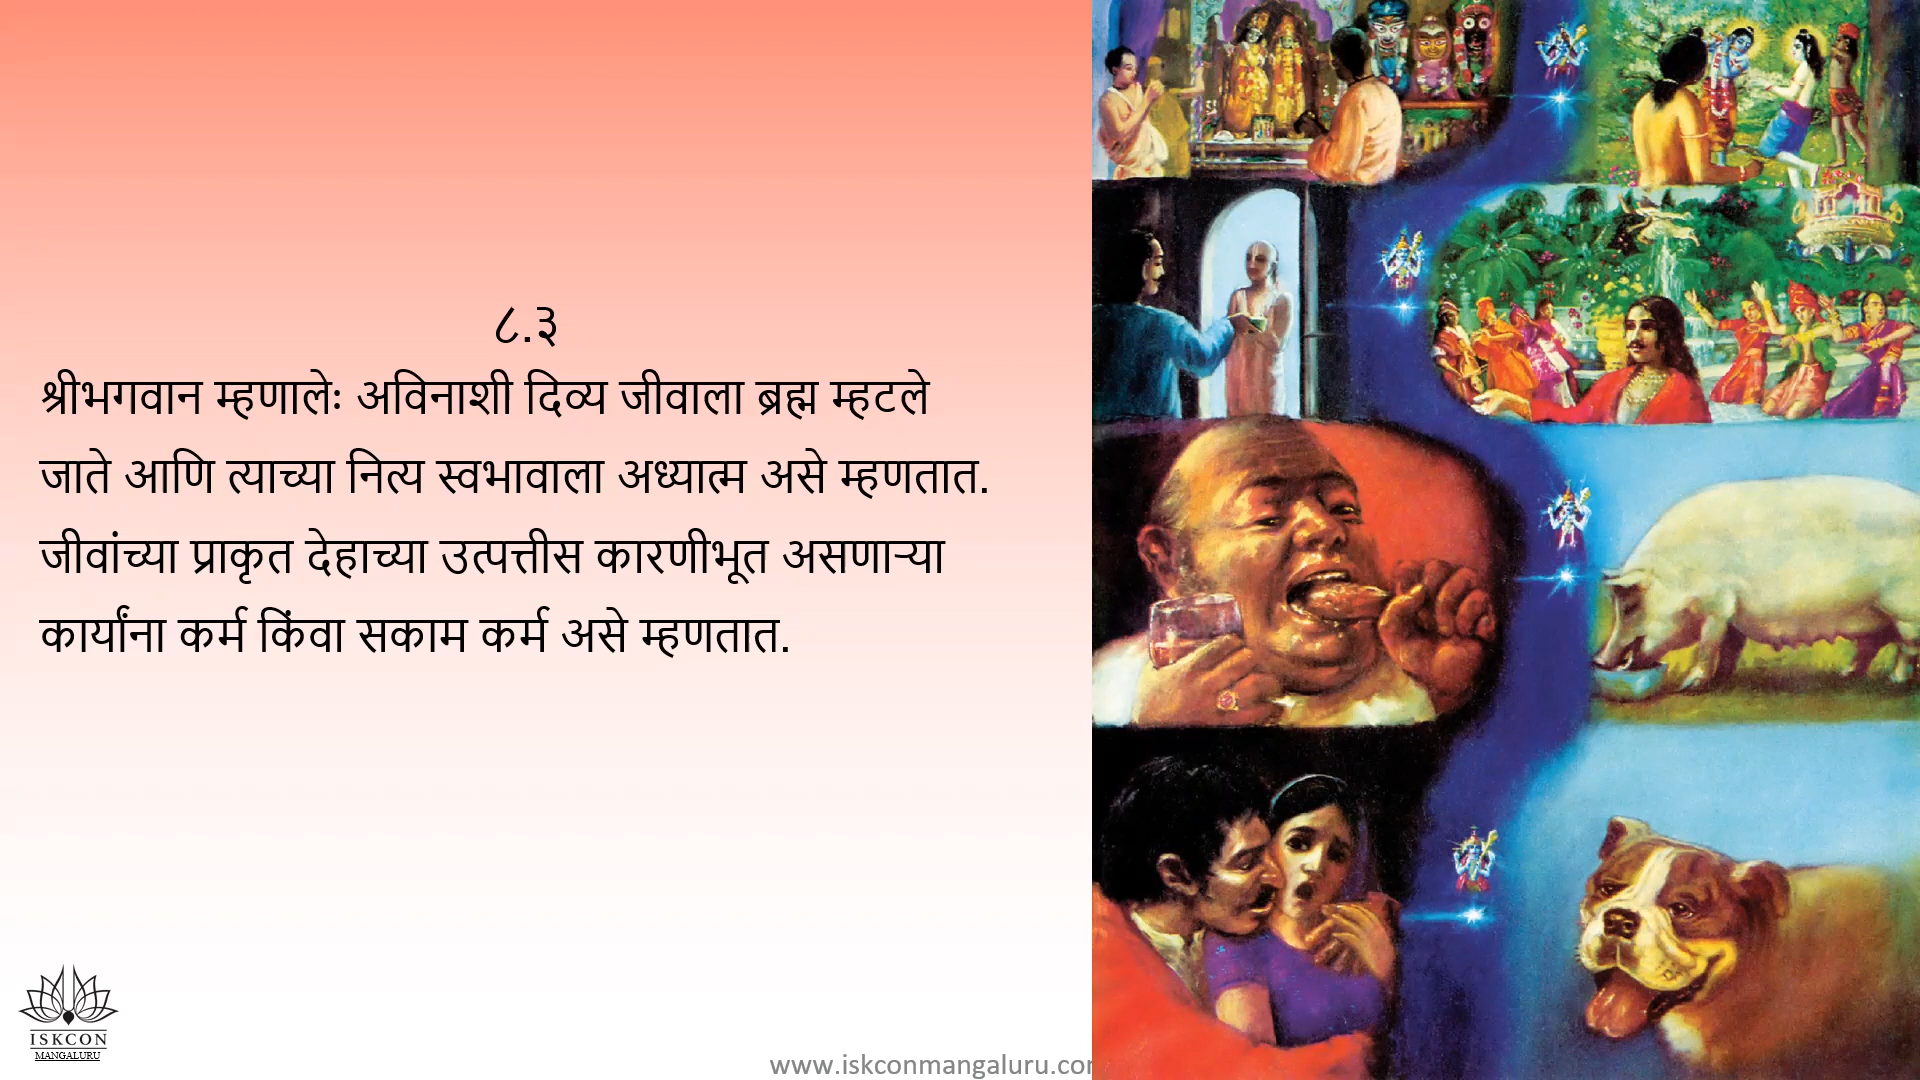 ८.३
श्रीभगवान म्हणालेः अविनाशी दिव्य जीवाला ब्रह्म म्हटले
जाते आणि त्याच्या नित्य स्वभावाला अध्यात्म असे म्हणतात.
जीवांच्या प्राकृत देहाच्या उत्पत्तीस कारणीभूत असणाऱ्या
कार्यांना कर्म किंवा सकाम कर्म असे म्हणतात.
ISKCON
MANGALURU
www.iskconmangaluru.com